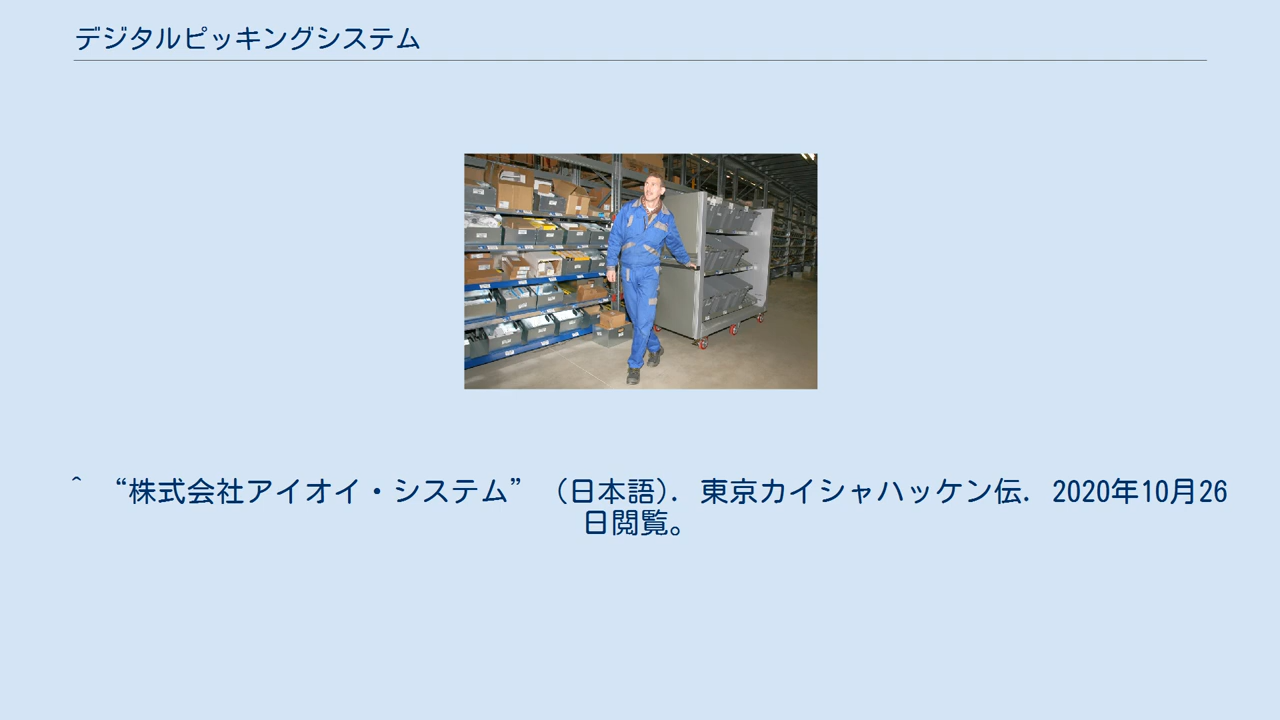 デジタルピッキングシステム
^ “株式会社アイオイ・システム” (日本語). 東京カイシャハッケン伝. 2020年10月26
日閲覧。